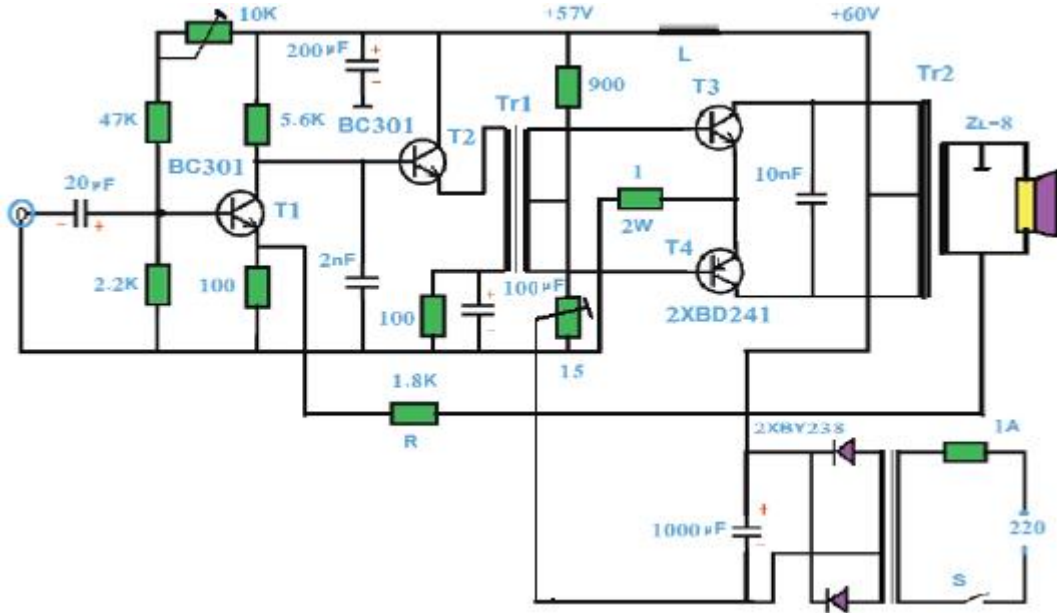 10K
+57V
+60V
200µF
+
-
L
Tr2
900
T3
Tr1
47K
5.6K
BC301
T2
ZL=8
BC301
1
10nF
20µF
-
+
T1
2W
T4
2nF
2.2K
100
100
+
-
100µF
2XBD241
15
1.8K
R
2XBY238
1A
+
-
1000µF
220
S